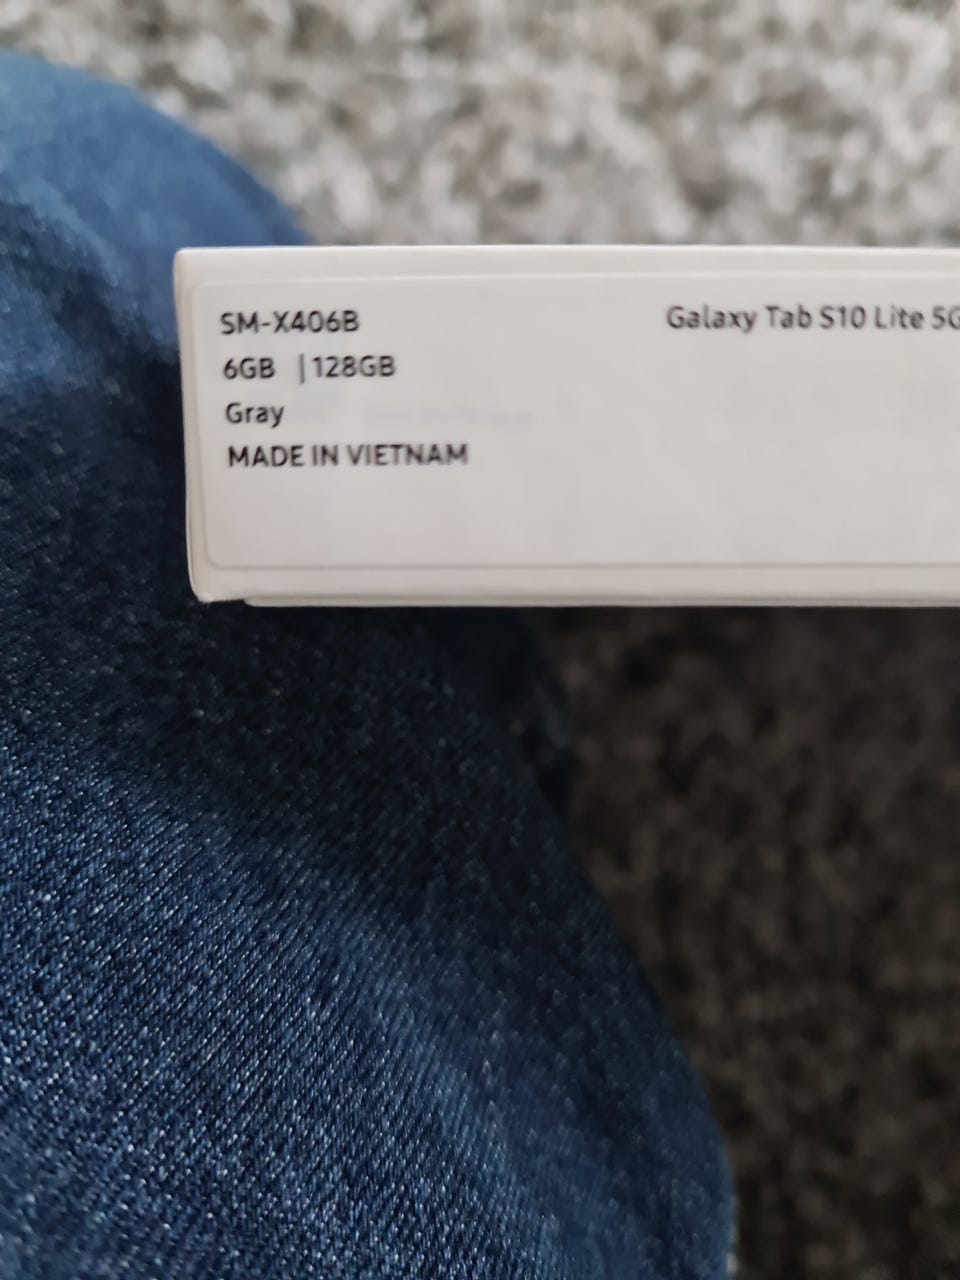 SM-X406B
Galaxy Tab S10 Lite 5G
6GB | 128GB
Gray
MADE IN VIETNAM